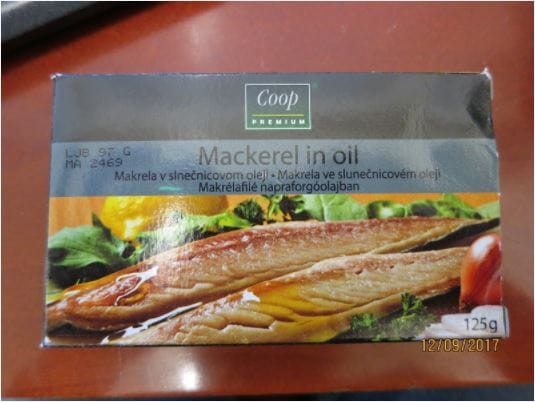 Coop
PREMIUM
LJB 97 G
MA 2469
Mackerel in oil
Makrela v slnečnicovom oleji • Makrela ve slunečnicovém oleji
Makrélafilé napraforgóolajban
125g
12/09/2017